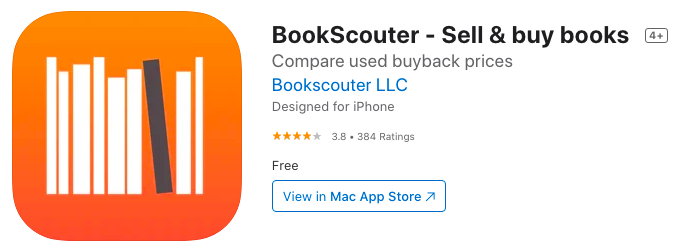 BookScouter - Sell & buy books 4+
Compare used buyback prices
Bookscouter LLC
Designed for iPhone
3.8 • 384 Ratings
Free
View in Mac App Store